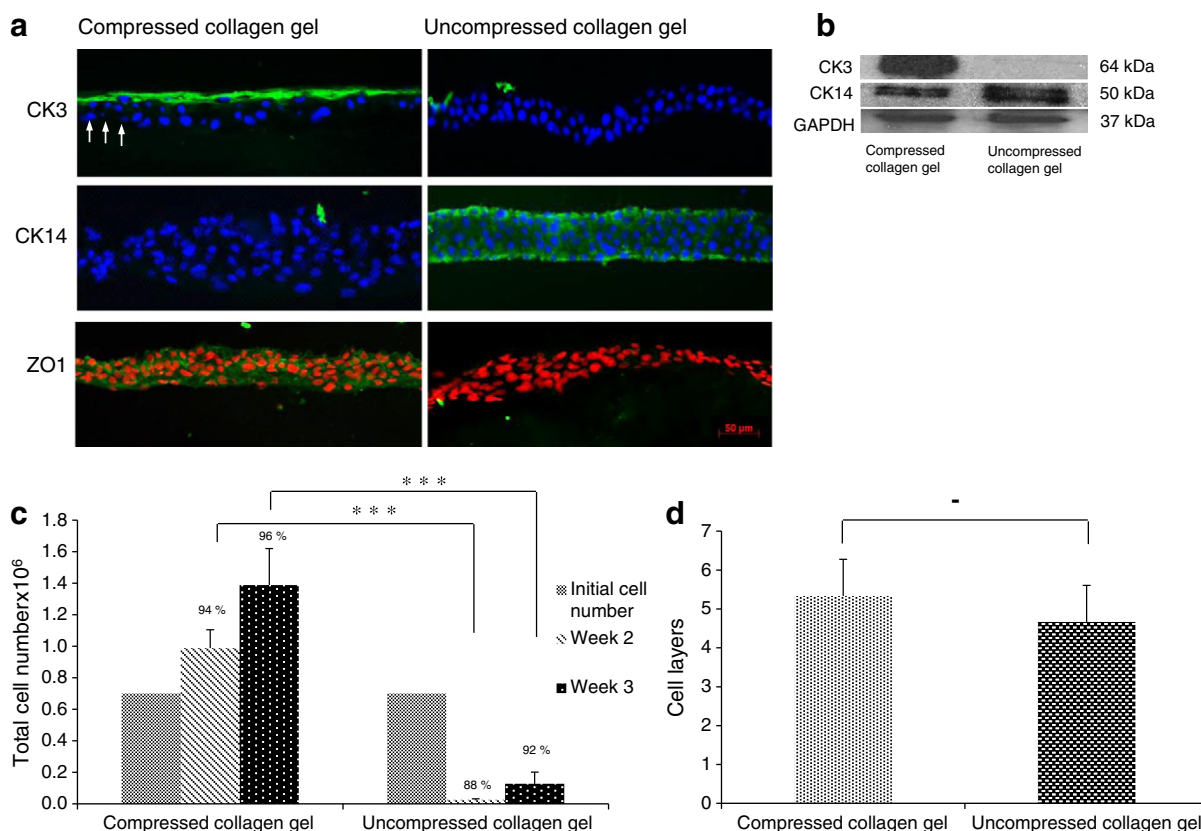 a
Compressed collagen gel
Uncompressed collagen gel
CK3
CK14
ZO1
50 µm
b
CK3
64 kDa
CK14
50 kDa
GAPDH
37 kDa
Compressed
collagen gel
Uncompressed
collagen gel
c
* * *
* * *
Total cell numberx10⁶
1.8
1.6
1.4
1.2
1.0
0.8
0.6
0.4
0.2
0.0
94 %
96 %
88 %
92 %
Initial cell
number
Week 2
Week 3
Compressed collagen gel
Uncompressed collagen gel
d
-
Cell layers
7
6
5
4
3
2
1
0
Compressed collagen gel
Uncompressed collagen gel